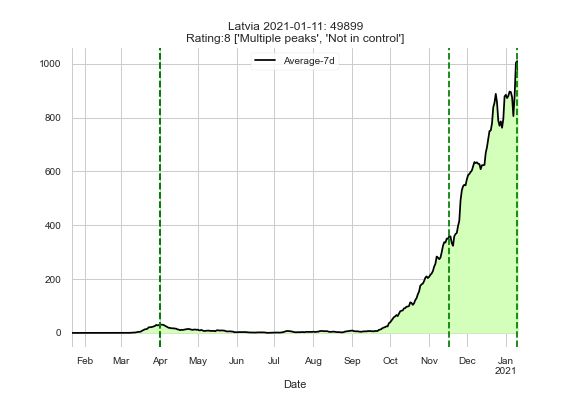 Latvia 2021-01-11: 49899
Rating:8 ['Multiple peaks', 'Not in control']
Average-7d
1000
800
600
400
200
0
Feb Mar Apr May Jun Jul Aug Sep Oct Nov Dec Jan
2021
Date